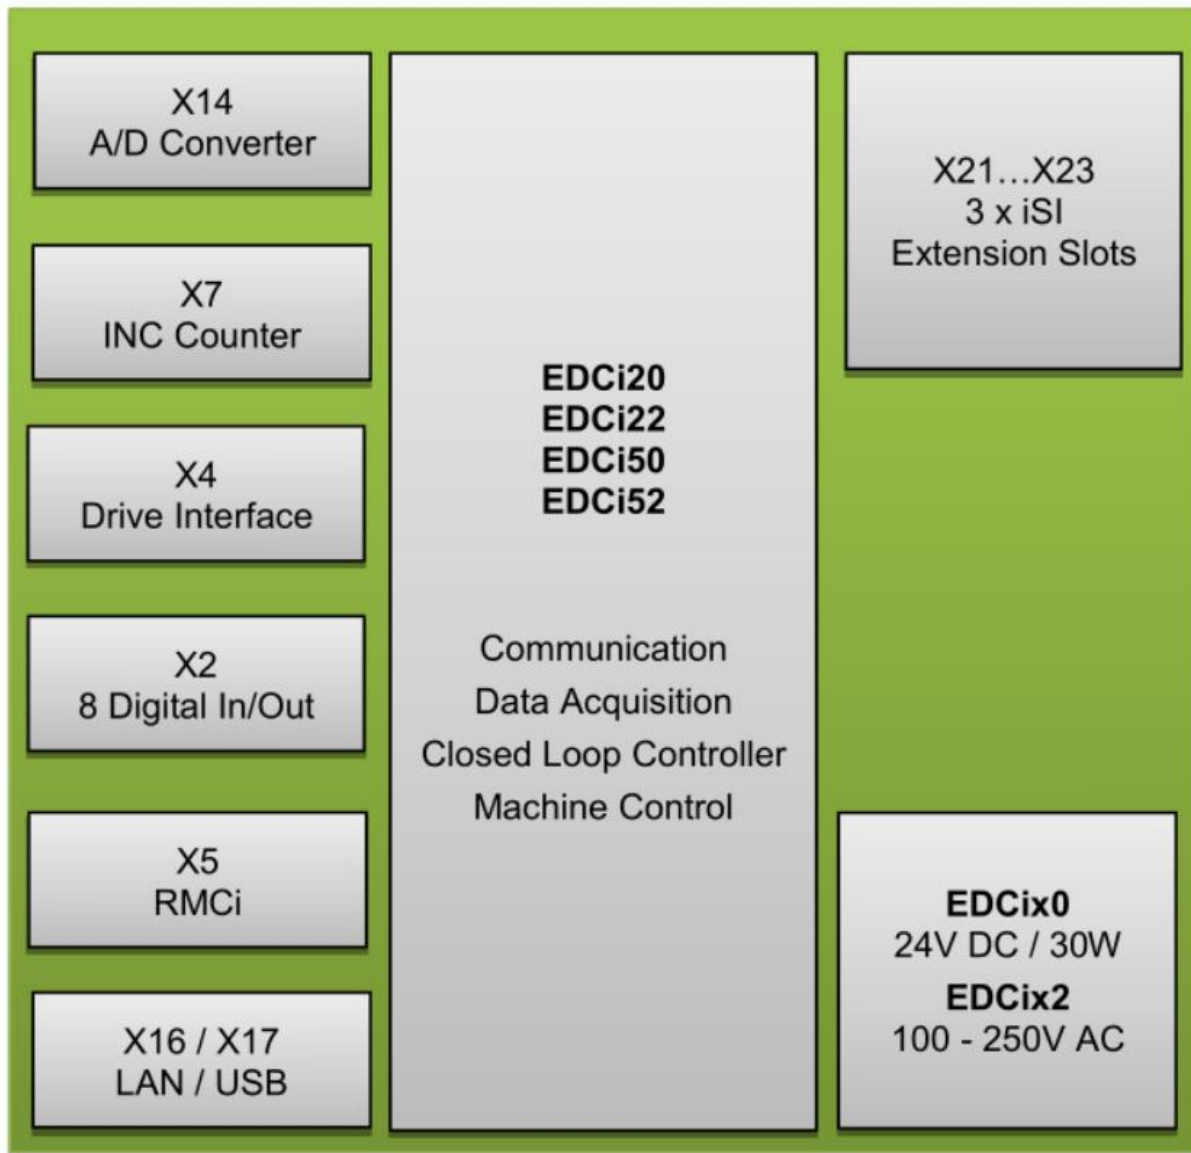 X14
A/D Converter
X7
INC Counter
X4
Drive Interface
X2
8 Digital In/Out
X5
RMCi
X16 / X17
LAN / USB
EDCi20
EDCi22
EDCi50
EDCi52
Communication
Data Acquisition
Closed Loop Controller
Machine Control
X21…X23
3 x iSI
Extension Slots
EDCix0
24V DC / 30W
EDCix2
100 - 250V AC